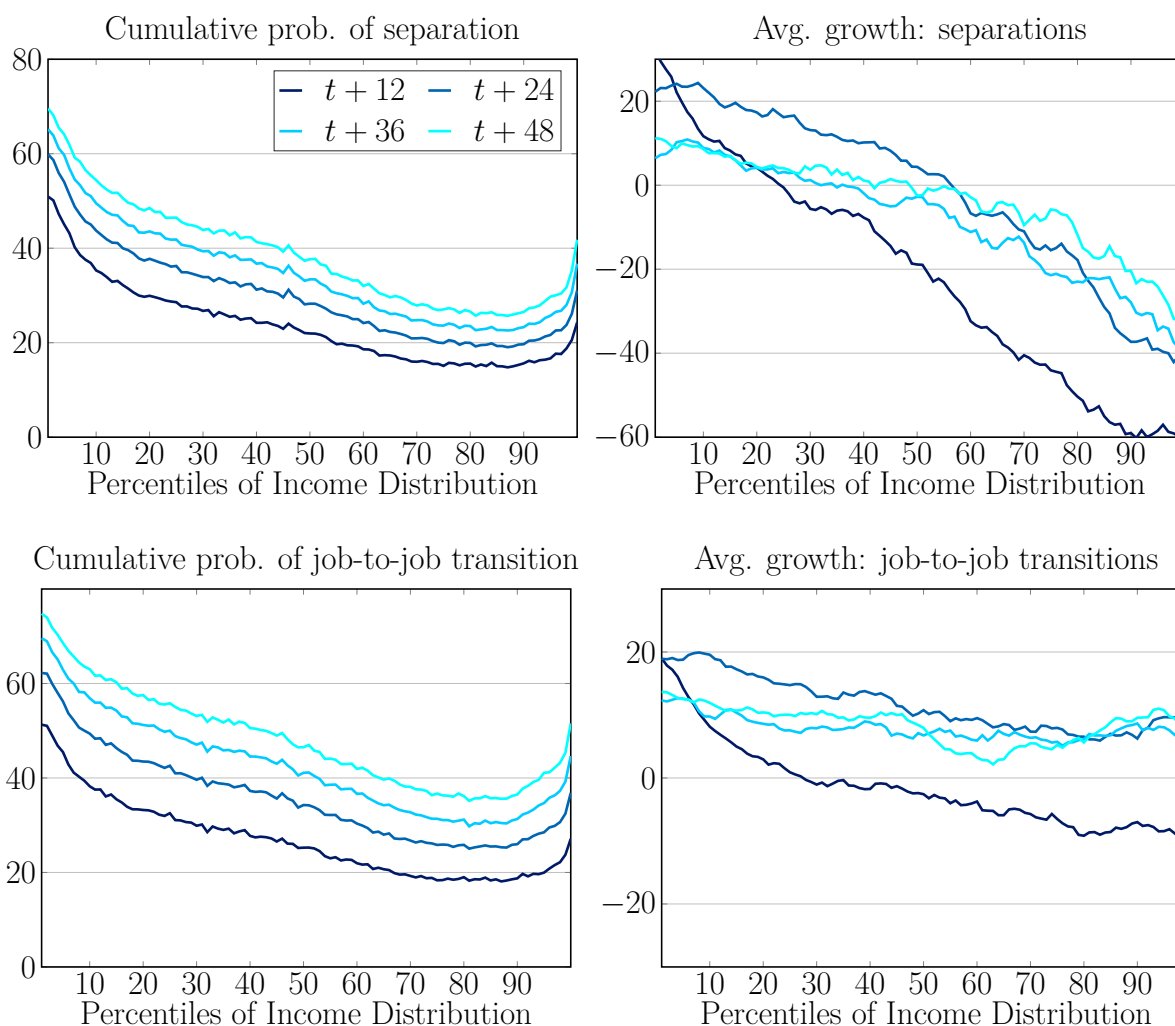 Cumulative prob. of separation
80
60
40
20
0
t + 12
t + 24
t + 36
t + 48
10 20 30 40 50 60 70 80 90
Percentiles of Income Distribution
Avg. growth: separations
20
0
−20
−40
−60
10 20 30 40 50 60 70 80 90
Percentiles of Income Distribution
Cumulative prob. of job-to-job transition
60
40
20
0
10 20 30 40 50 60 70 80 90
Percentiles of Income Distribution
Avg. growth: job-to-job transitions
20
0
−20
10 20 30 40 50 60 70 80 90
Percentiles of Income Distribution